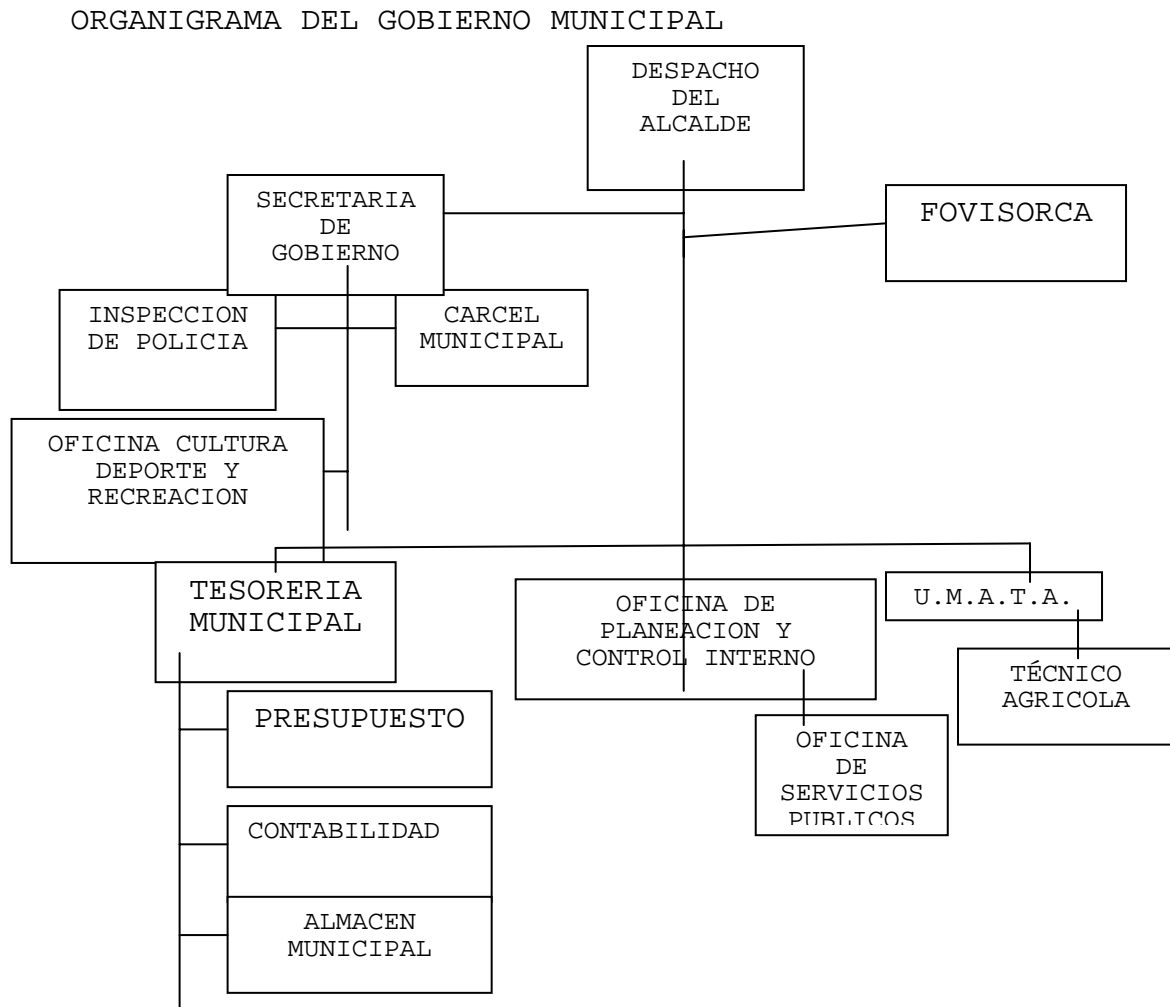 ORGANIGRAMA DEL GOBIERNO MUNICIPAL
DESPACHO
DEL
ALCALDE
SECRETARIA
DE
GOBIERNO
FOVISORCA
INSPECCION
DE POLICIA
CARCEL
MUNICIPAL
OFICINA CULTURA
DEPORTE Y
RECREACION
TESORERIA
MUNICIPAL
OFICINA DE
PLANEACION Y
CONTROL INTERNO
U.M.A.T.A.
TÉCNICO
AGRICOLA
PRESUPUESTO
OFICINA
DE
SERVICIOS
PUBLICOS
CONTABILIDAD
ALMACEN
MUNICIPAL